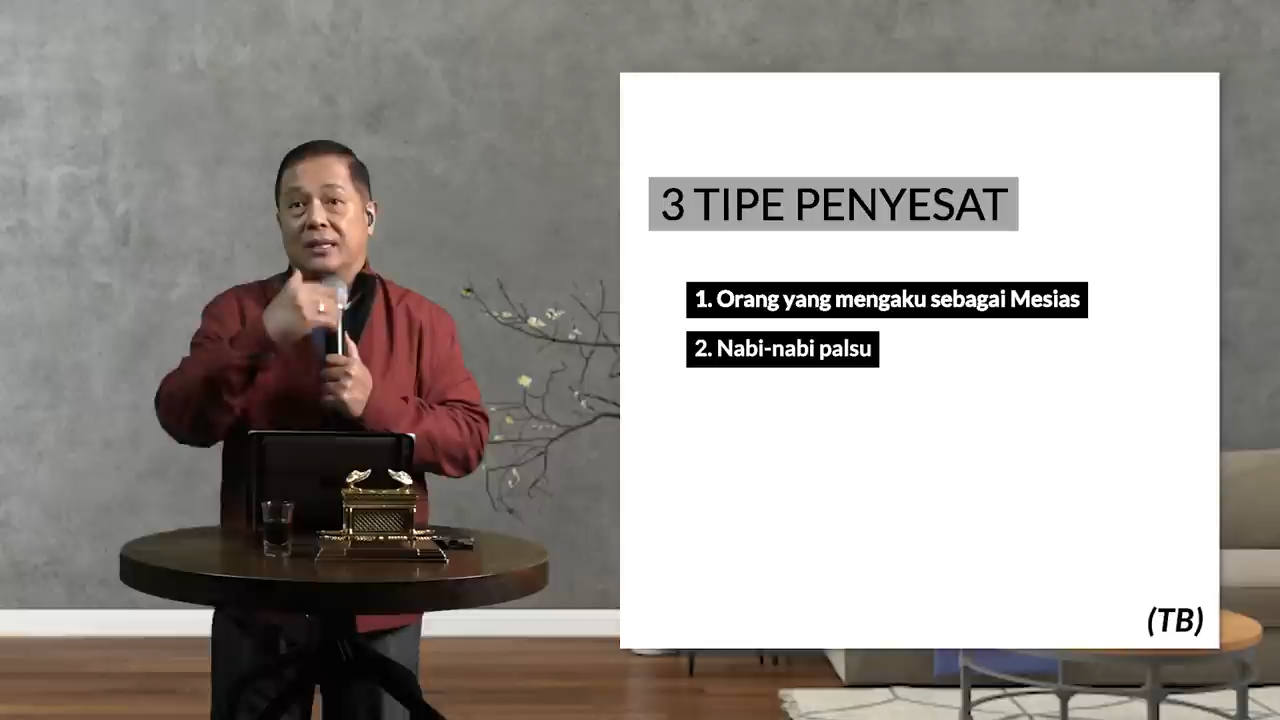 3 TIPE PENYESAT
1. Orang yang mengaku sebagai Mesias
2. Nabi-nabi palsu
(TB)